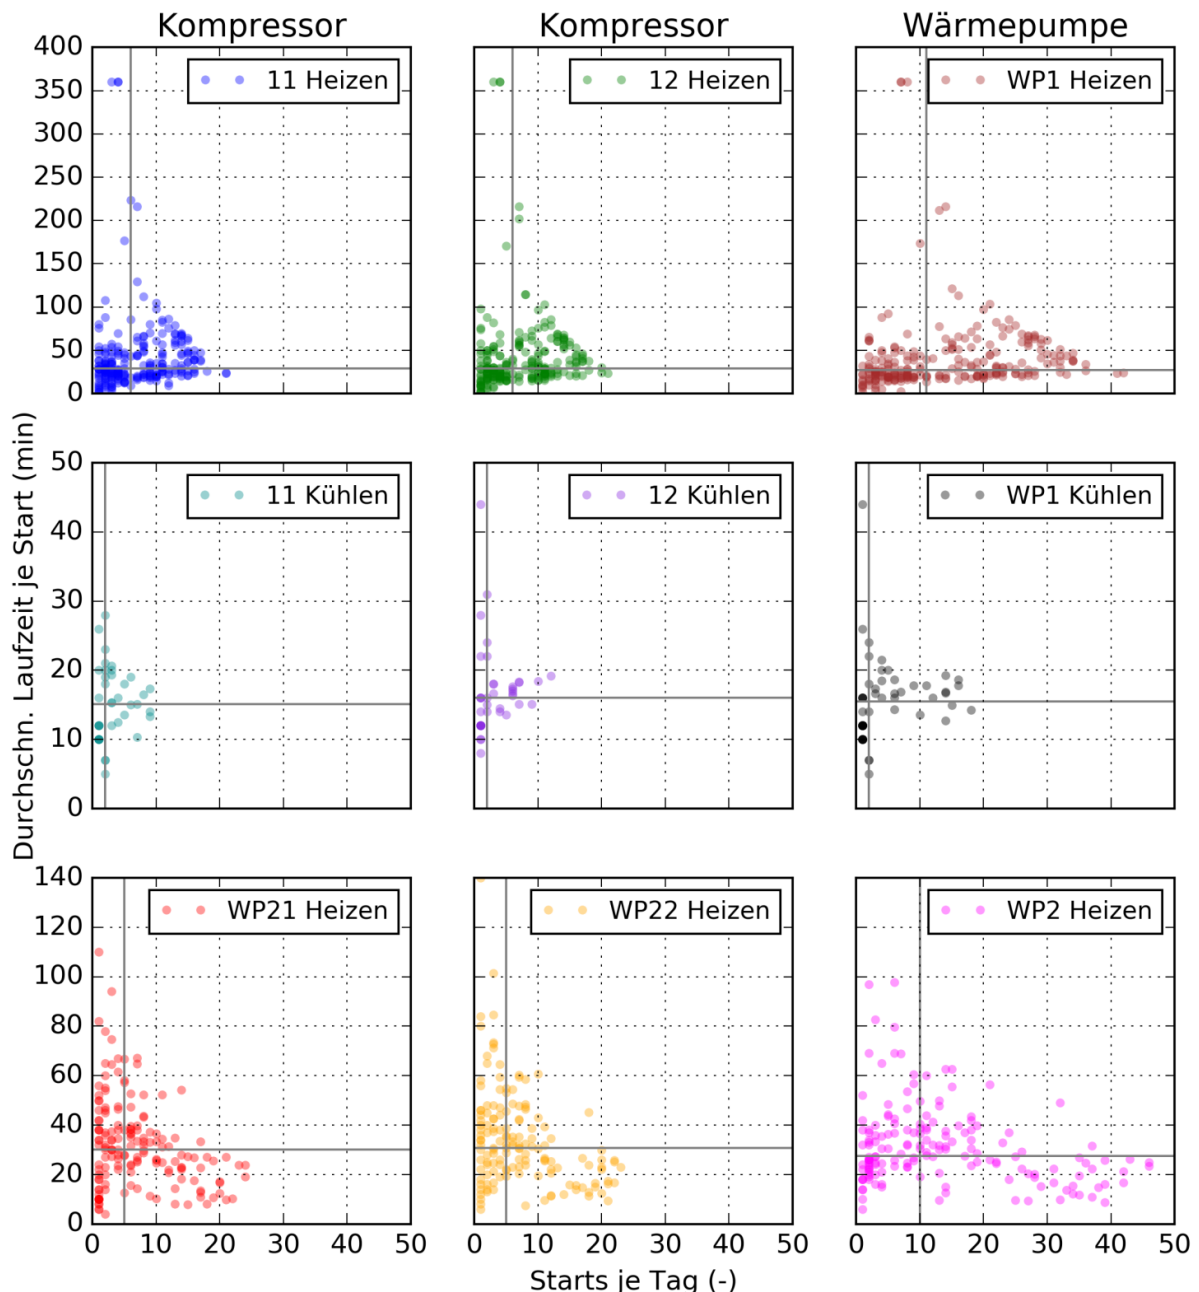 Kompressor
Kompressor
Wärmepumpe
400
350
300
250
200
150
100
50
0
11 Heizen
12 Heizen
WP1 Heizen
Durchschn. Laufzeit je Start (min)
50
40
30
20
10
0
11 Kühlen
12 Kühlen
WP1 Kühlen
140
120
100
80
60
40
20
0
WP21 Heizen
WP22 Heizen
WP2 Heizen
0 10 20 30 40 50
0 10 20 30 40 50
0 10 20 30 40 50
Starts je Tag (-)